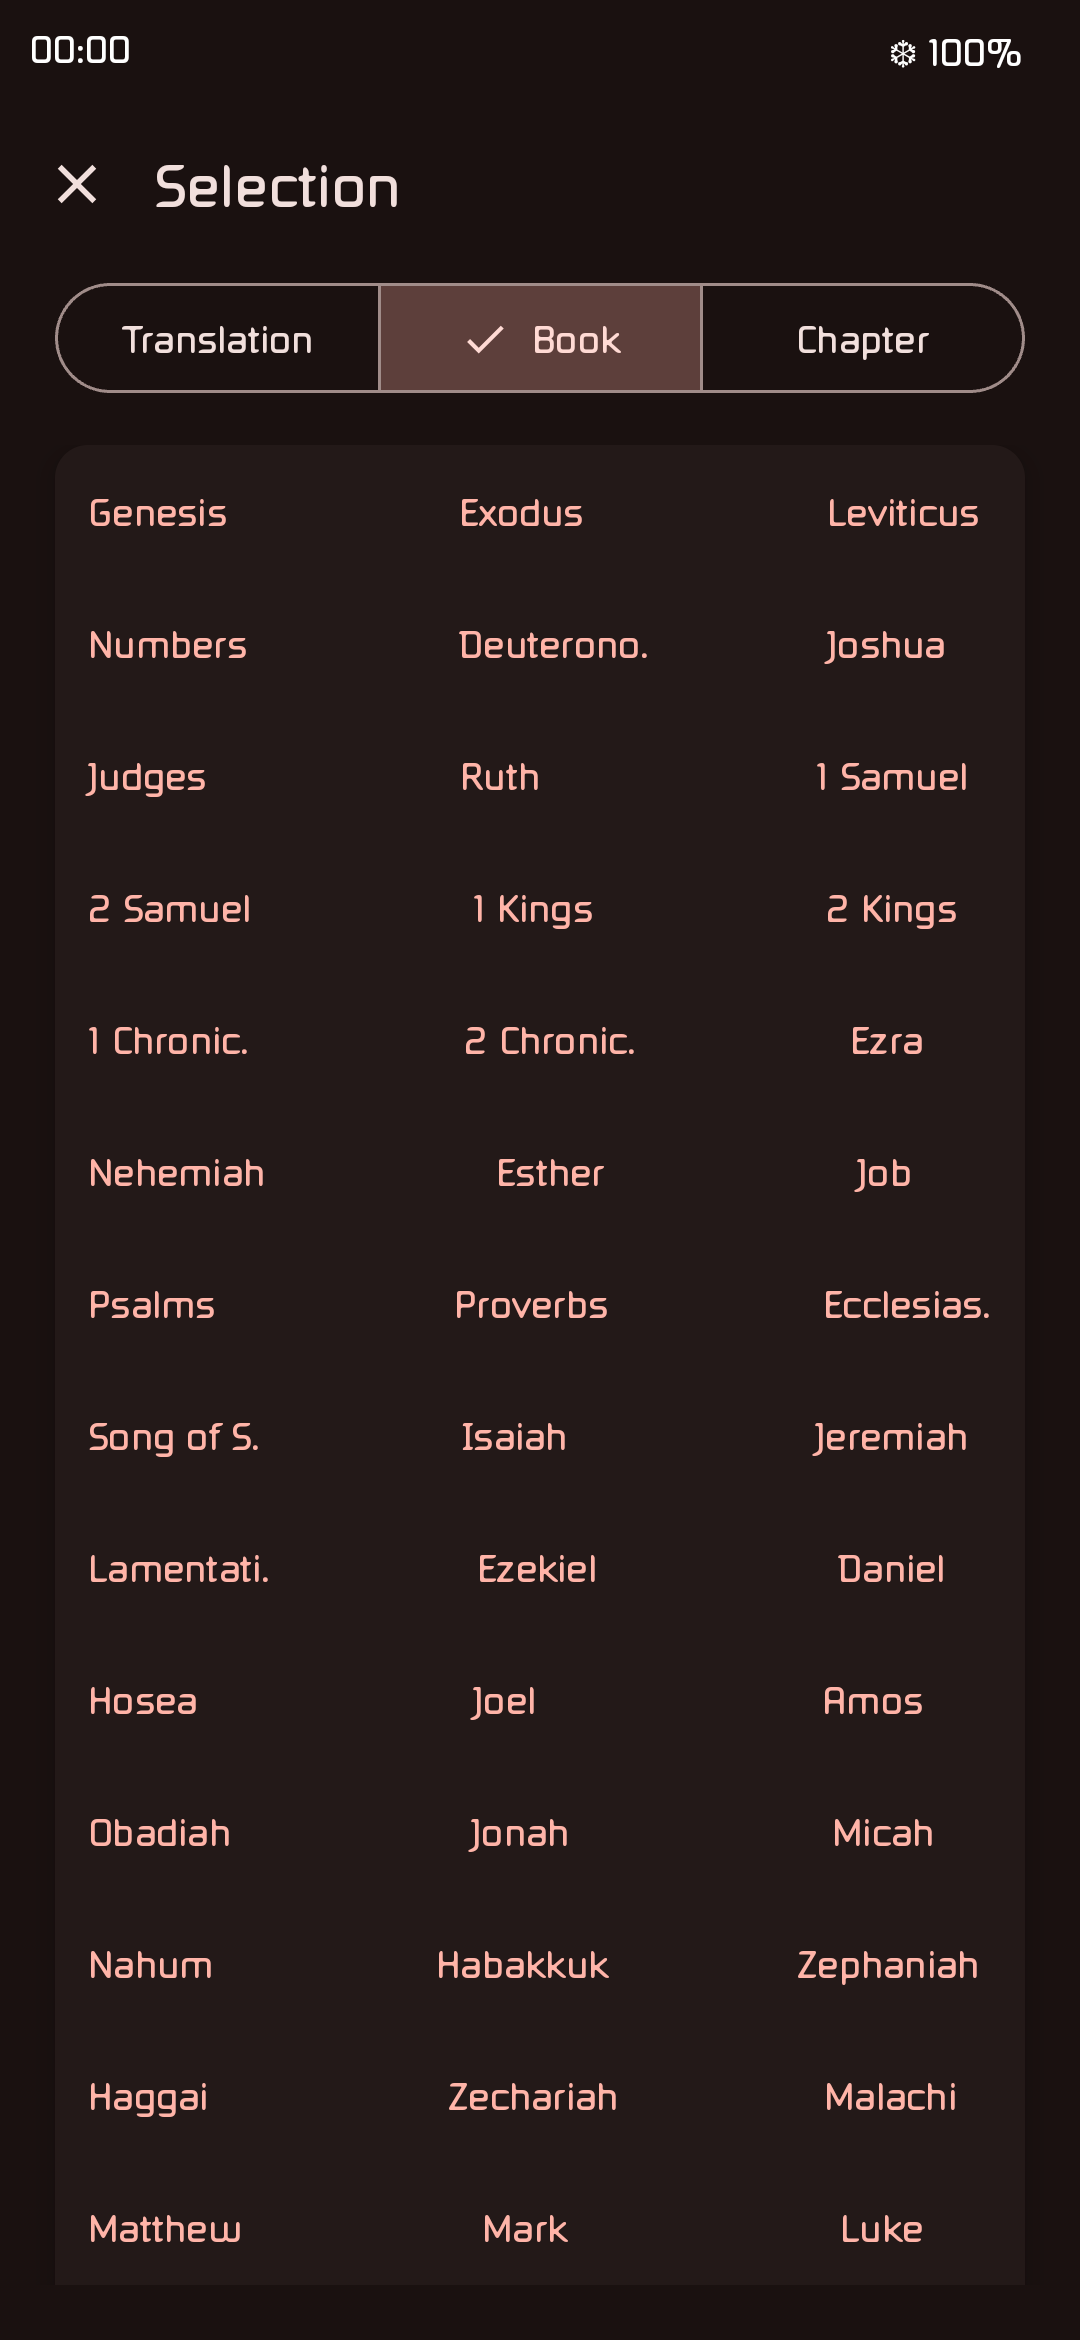 00:00 ❄ 100%
Selection
Translation Book Chapter
Genesis Exodus Leviticus
Numbers Deuterono. Joshua
Judges Ruth 1 Samuel
2 Samuel 1 Kings 2 Kings
1 Chronic. 2 Chronic. Ezra
Nehemiah Esther Job
Psalms Proverbs Ecclesias.
Song of S. Isaiah Jeremiah
Lamentati. Ezekiel Daniel
Hosea Joel Amos
Obadiah Jonah Micah
Nahum Habakkuk Zephaniah
Haggai Zechariah Malachi
Matthew Mark Luke